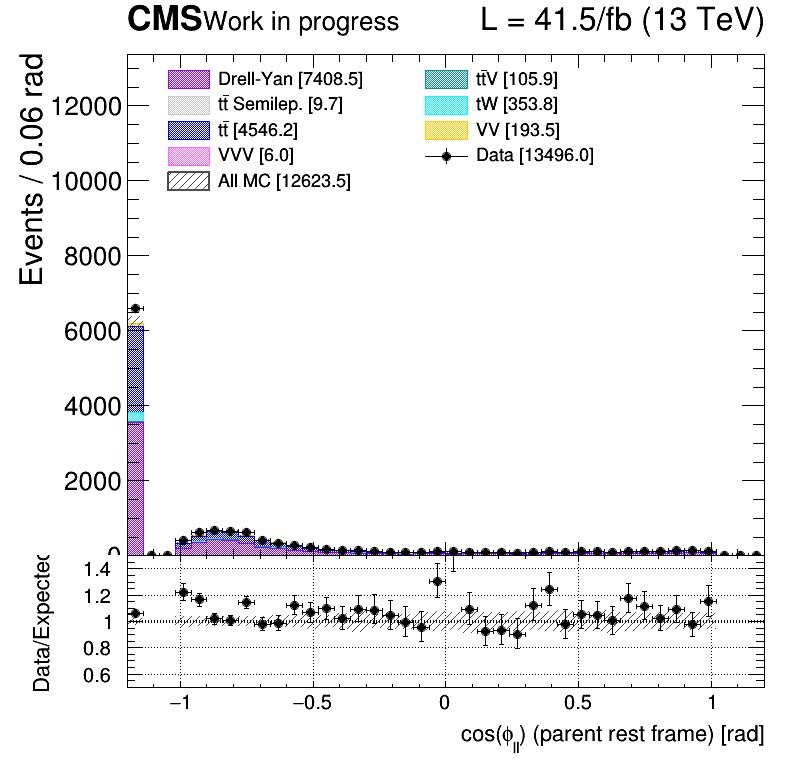 CMS Work in progress L = 41.5/fb (13 TeV)
Events / 0.06 rad
Drell-Yan [7408.5]
tt̄ Semilep. [9.7]
tt̄ [4546.2]
VVV [6.0]
All MC [12623.5]
tt̄V [105.9]
tW [353.8]
VV [193.5]
Data [13496.0]
12000
10000
8000
6000
4000
2000
0
Data/Expected
1.4
1.2
1
0.8
0.6
−1 −0.5 0 0.5 1
cos(ϕ_ll) (parent rest frame) [rad]